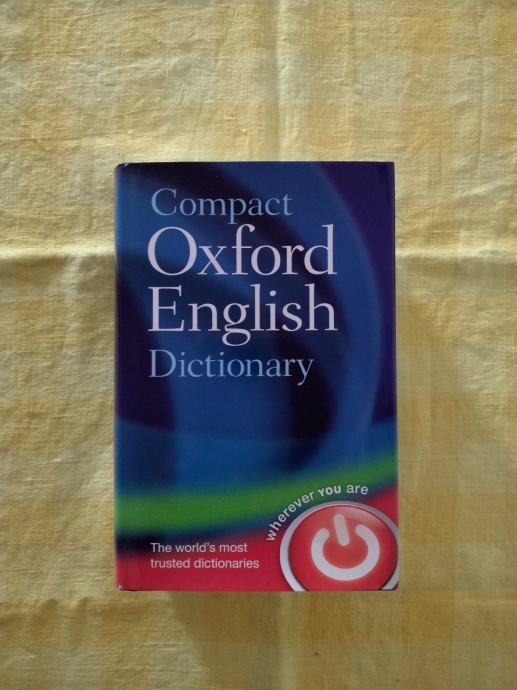 Compact
Oxford
English
Dictionary
wherever YOU are
The world's most
trusted dictionaries